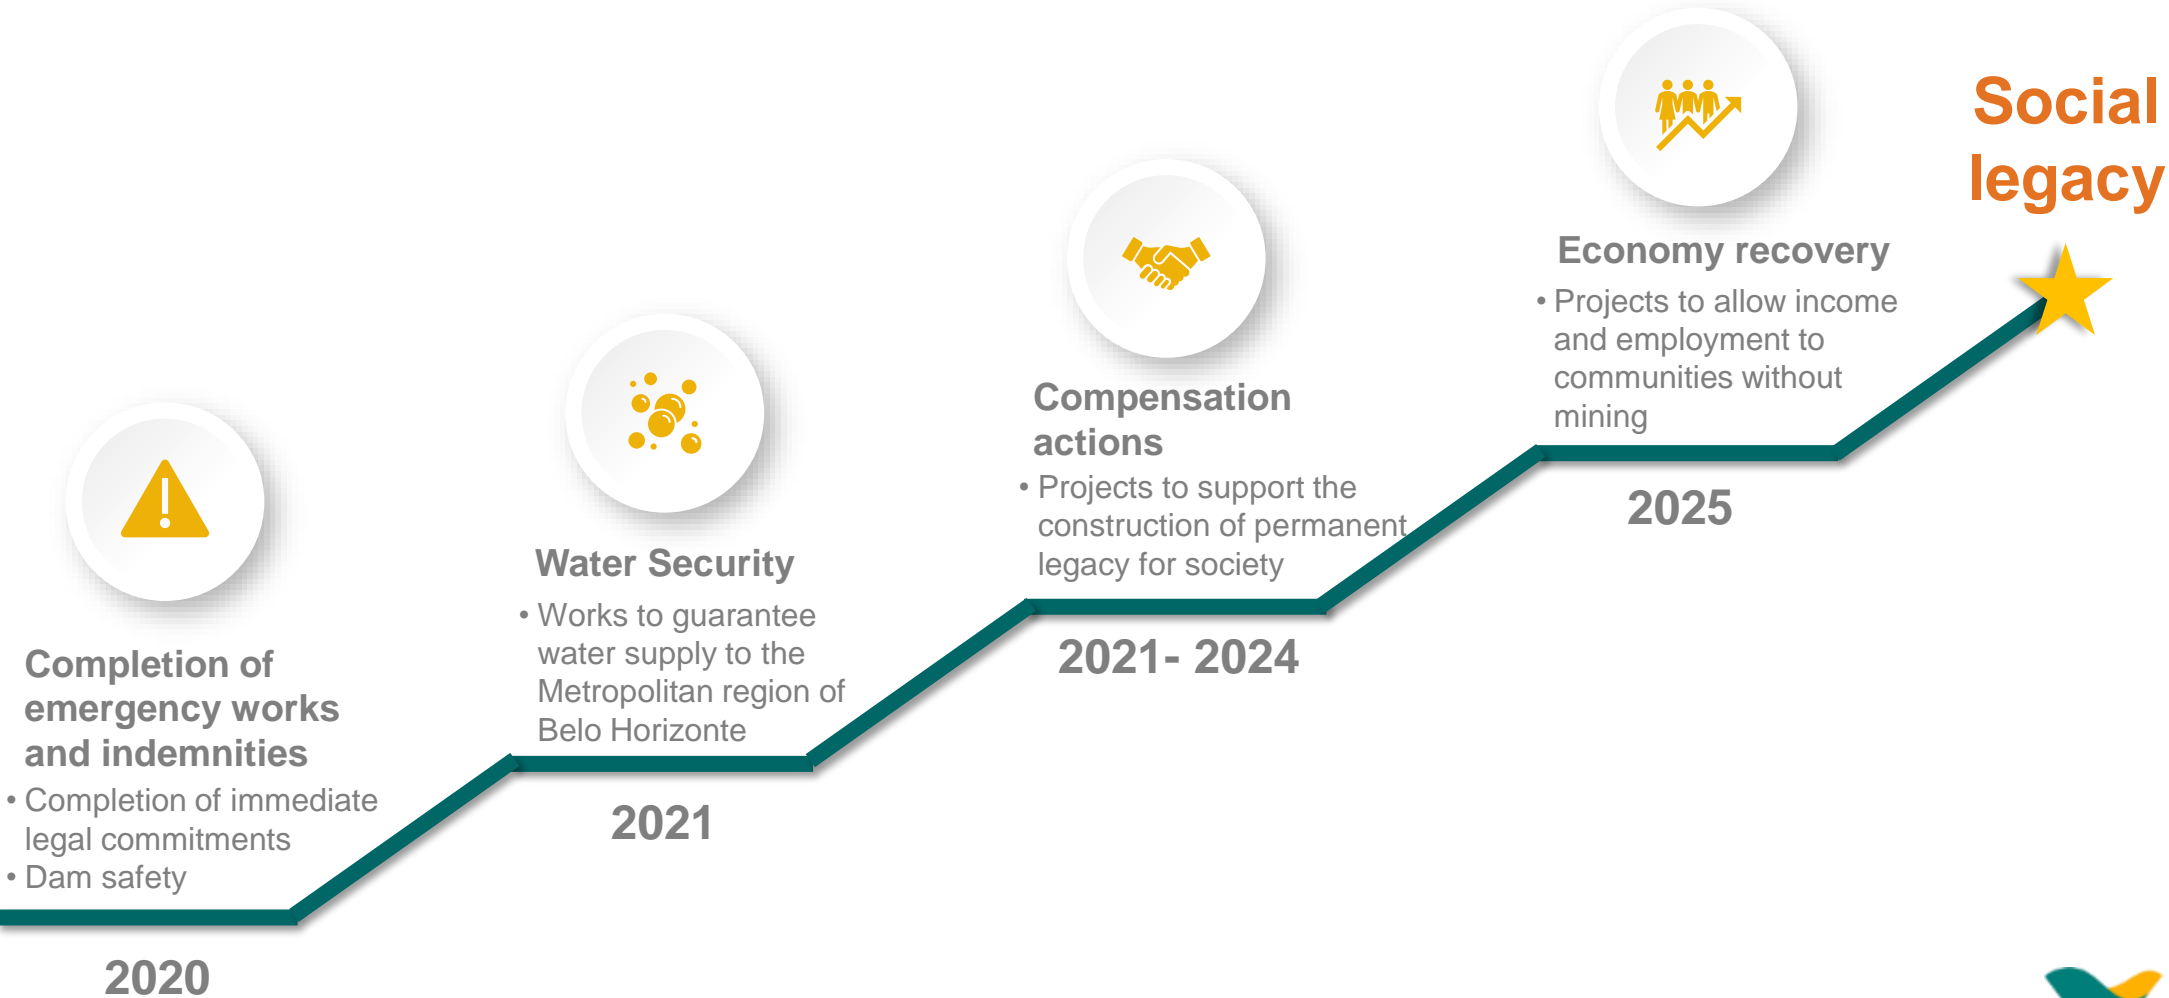 Completion of
emergency works
and indemnities
• Completion of immediate
legal commitments
• Dam safety
2020
Water Security
• Works to guarantee
water supply to the
Metropolitan region of
Belo Horizonte
2021
Compensation
actions
• Projects to support the
construction of permanent
legacy for society
2021- 2024
Economy recovery
• Projects to allow income
and employment to
communities without
mining
2025
Social
legacy